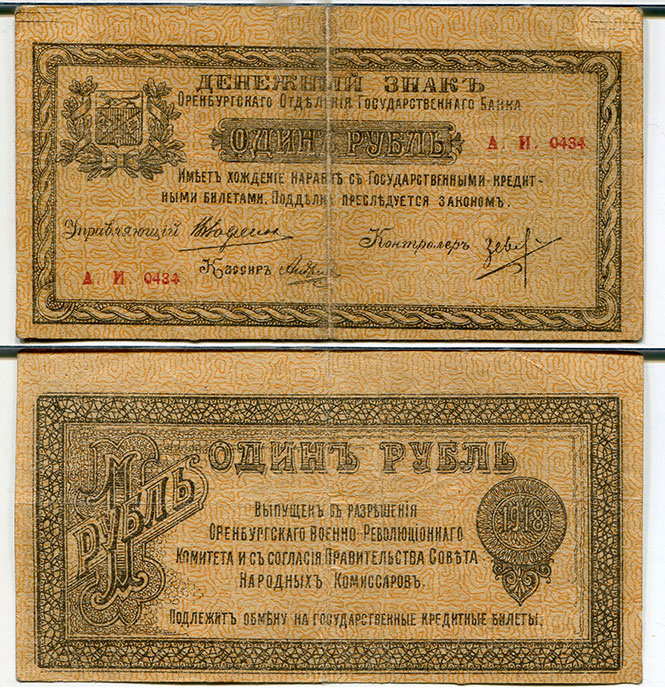 ДЕНЕЖНЫЙ ЗНАКЪ
ОРЕНБУРГСКАГО ОТДѢЛЕНІЯ ГОСУДАРСТВЕННАГО БАНКА
ОДИНЪ РУБЛЬ
А. И. 0434
ИМѢЕТЪ ХОЖДЕНІЕ НАРАВНѢ СЪ ГОСУДАРСТВЕННЫМИ КРЕДИТ-
НЫМИ БИЛЕТАМИ. ПОДДѢЛКА ПРЕСЛѢДУЕТСЯ ЗАКОНОМЪ.
Управляющій
Контролеръ
Кассиръ
А. И 0434
ОДИНЪ РУБЛЬ
1 РУБЛЬ
1918
ВЫПУЩЕНЪ СЪ РАЗРѢШЕНІЯ
ОРЕНБУРГСКАГО ВОЕННО-РЕВОЛЮЦІОННАГО
КОМИТЕТА И СЪ СОГЛАСІЯ ПРАВИТЕЛЬСТВА СОВѢТА
НАРОДНЫХЪ КОМИССАРОВЪ.
ПОДЛЕЖИТЪ ОБМѢНУ НА ГОСУДАРСТВЕННЫЕ КРЕДИТНЫЕ БИЛЕТЫ.